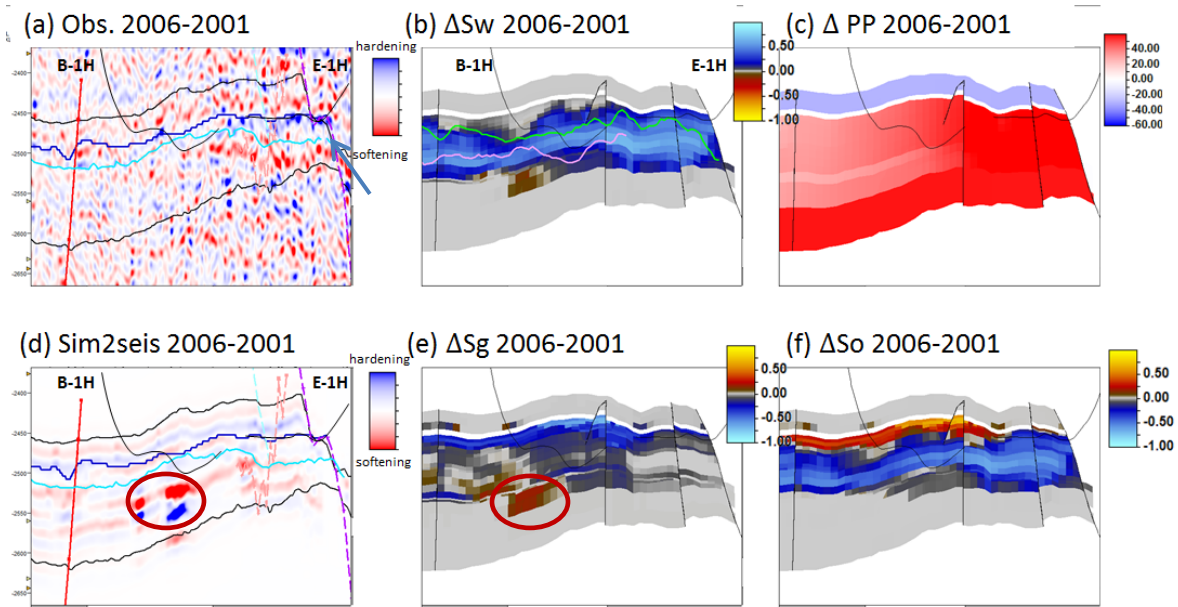 (a) Obs. 2006-2001
(b) ΔSw 2006-2001
(c) Δ PP 2006-2001
hardening
B-1H
E-1H
softening
-2400
-2450
-2500
-2550
-2600
-2650
B-1H
E-1H
0.50
0.00
-0.50
-1.00
40.00
20.00
0.00
-20.00
-40.00
-60.00
(d) Sim2seis 2006-2001
(e) ΔSg 2006-2001
(f) ΔSo 2006-2001
hardening
B-1H
E-1H
softening
-2400
-2450
-2500
-2550
-2600
-2650
0.50
0.00
-0.50
-1.00
0.50
0.00
-0.50
-1.00